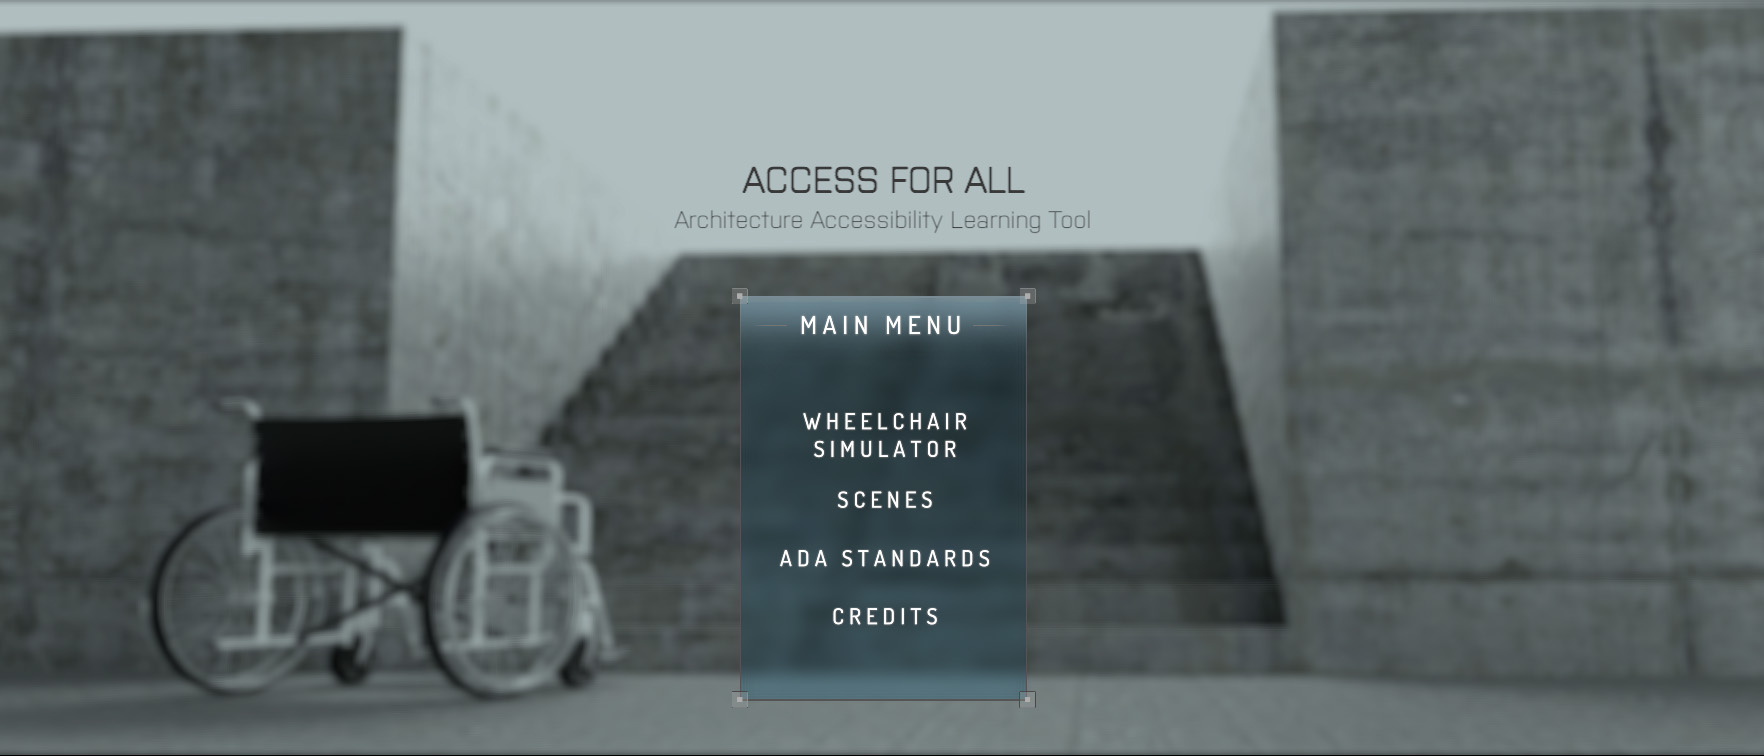 ACCESS FOR ALL
Architecture Accessibility Learning Tool
MAIN MENU
WHEELCHAIR
SIMULATOR
SCENES
ADA STANDARDS
CREDITS